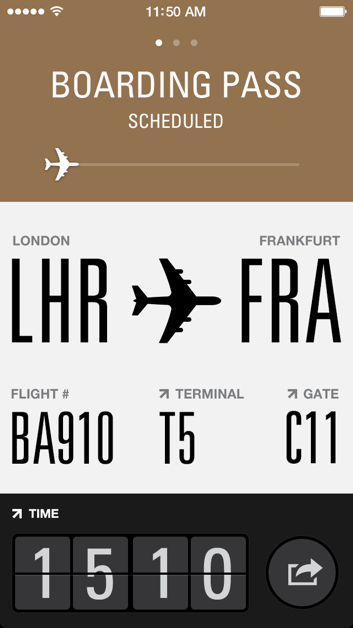 11:50 AM
BOARDING PASS
SCHEDULED
LONDON FRANKFURT
LHR FRA
FLIGHT # TERMINAL GATE
BA910 T5 C11
TIME
1510